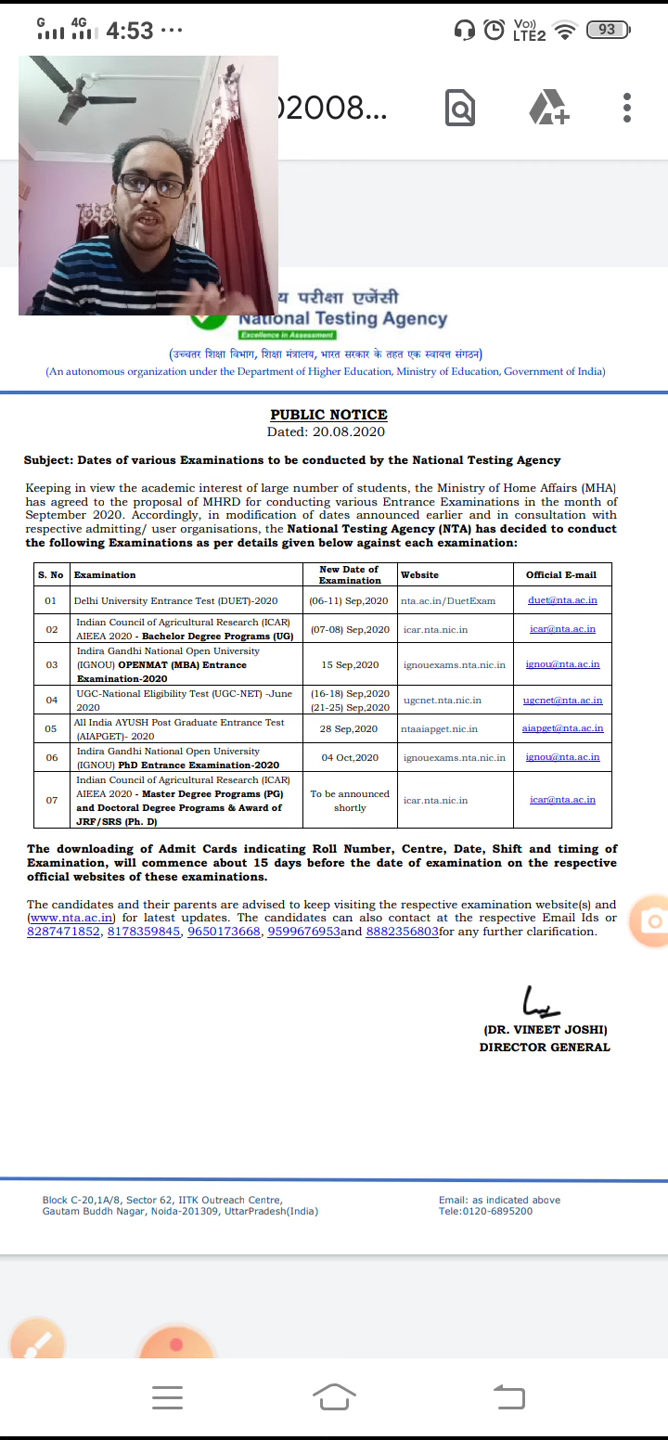 G 4G 4:53 ... Vo)) LTE2 93
02008...
य परीक्षा एजेंसी
National Testing Agency
Excellence in Assessment
(उच्चतर शिक्षा विभाग, शिक्षा मंत्रालय, भारत सरकार के तहत एक स्वायत्त संगठन)
(An autonomous organization under the Department of Higher Education, Ministry of Education, Government of India)
PUBLIC NOTICE
Dated: 20.08.2020
Subject: Dates of various Examinations to be conducted by the National Testing Agency
Keeping in view the academic interest of large number of students, the Ministry of Home Affairs (MHA)
has agreed to the proposal of MHRD for conducting various Entrance Examinations in the month of
September 2020. Accordingly, in modification of dates announced earlier and in consultation with
respective admitting/ user organisations, the National Testing Agency (NTA) has decided to conduct
the following Examinations as per details given below against each examination:
S. No Examination New Date of Examination Website Official E-mail
01 Delhi University Entrance Test (DUET)-2020 (06-11) Sep,2020 nta.ac.in/DuetExam duet@nta.ac.in
02 Indian Council of Agricultural Research (ICAR)
AIEEA 2020 - Bachelor Degree Programs (UG) (07-08) Sep,2020 icar.nta.nic.in icar@nta.ac.in
03 Indira Gandhi National Open University
(IGNOU) OPENMAT (MBA) Entrance
Examination-2020 15 Sep,2020 ignouexams.nta.nic.in ignou@nta.ac.in
04 UGC-National Eligibility Test (UGC-NET) -June
2020 (16-18) Sep,2020
(21-25) Sep,2020 ugcnet.nta.nic.in ugcnet@nta.ac.in
05 All India AYUSH Post Graduate Entrance Test
(AIAPGET)- 2020 28 Sep,2020 ntaaiapget.nic.in aiapget@nta.ac.in
06 Indira Gandhi National Open University
(IGNOU) PhD Entrance Examination-2020 04 Oct,2020 ignouexams.nta.nic.in ignou@nta.ac.in
07 Indian Council of Agricultural Research (ICAR)
AIEEA 2020 - Master Degree Programs (PG)
and Doctoral Degree Programs & Award of
JRF/SRS (Ph. D) To be announced
shortly icar.nta.nic.in icar@nta.ac.in
The downloading of Admit Cards indicating Roll Number, Centre, Date, Shift and timing of
Examination, will commence about 15 days before the date of examination on the respective
official websites of these examinations.
The candidates and their parents are advised to keep visiting the respective examination website(s) and
(www.nta.ac.in) for latest updates. The candidates can also contact at the respective Email Ids or
8287471852, 8178359845, 9650173668, 9599676953and 8882356803for any further clarification.
(DR. VINEET JOSHI)
DIRECTOR GENERAL
Block C-20,1A/8, Sector 62, IITK Outreach Centre,
Gautam Buddh Nagar, Noida-201309, UttarPradesh(India)
Email: as indicated above
Tele:0120-6895200